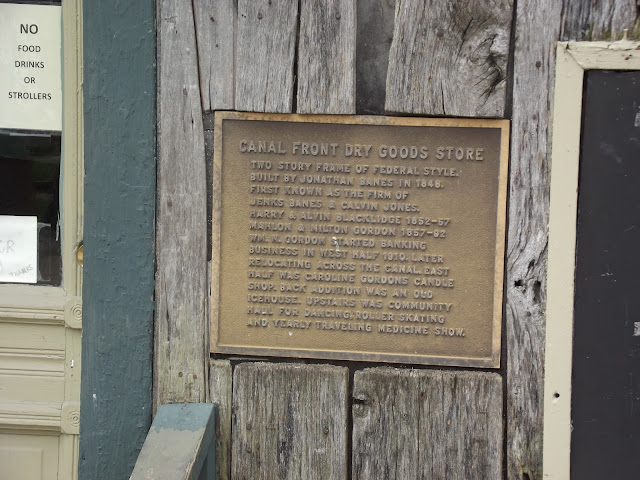 NO
FOOD
DRINKS
OR
STROLLERS
CANAL FRONT DRY GOODS STORE
TWO STORY FRAME OF FEDERAL STYLE.
BUILT BY JONATHAN BANES IN 1848.
FIRST KNOWN AS THE FIRM OF
JENKS BANES & CALVIN JONES.
HARRY & ALVIN BLACKLIDGE 1852-57
MAHLON & MILTON GORDON 1857-92
WM. N. GORDON STARTED BANKING
BUSINESS IN WEST HALF 1910. LATER
RELOCATING ACROSS THE CANAL. EAST
HALF WAS CAROLINE GORDONS CANDLE
SHOP. BACK ADDITION WAS AN OLD
ICEHOUSE. UPSTAIRS WAS COMMUNITY
HALL FOR DANCING, ROLLER SKATING
AND YEARLY TRAVELING MEDICINE SHOW.